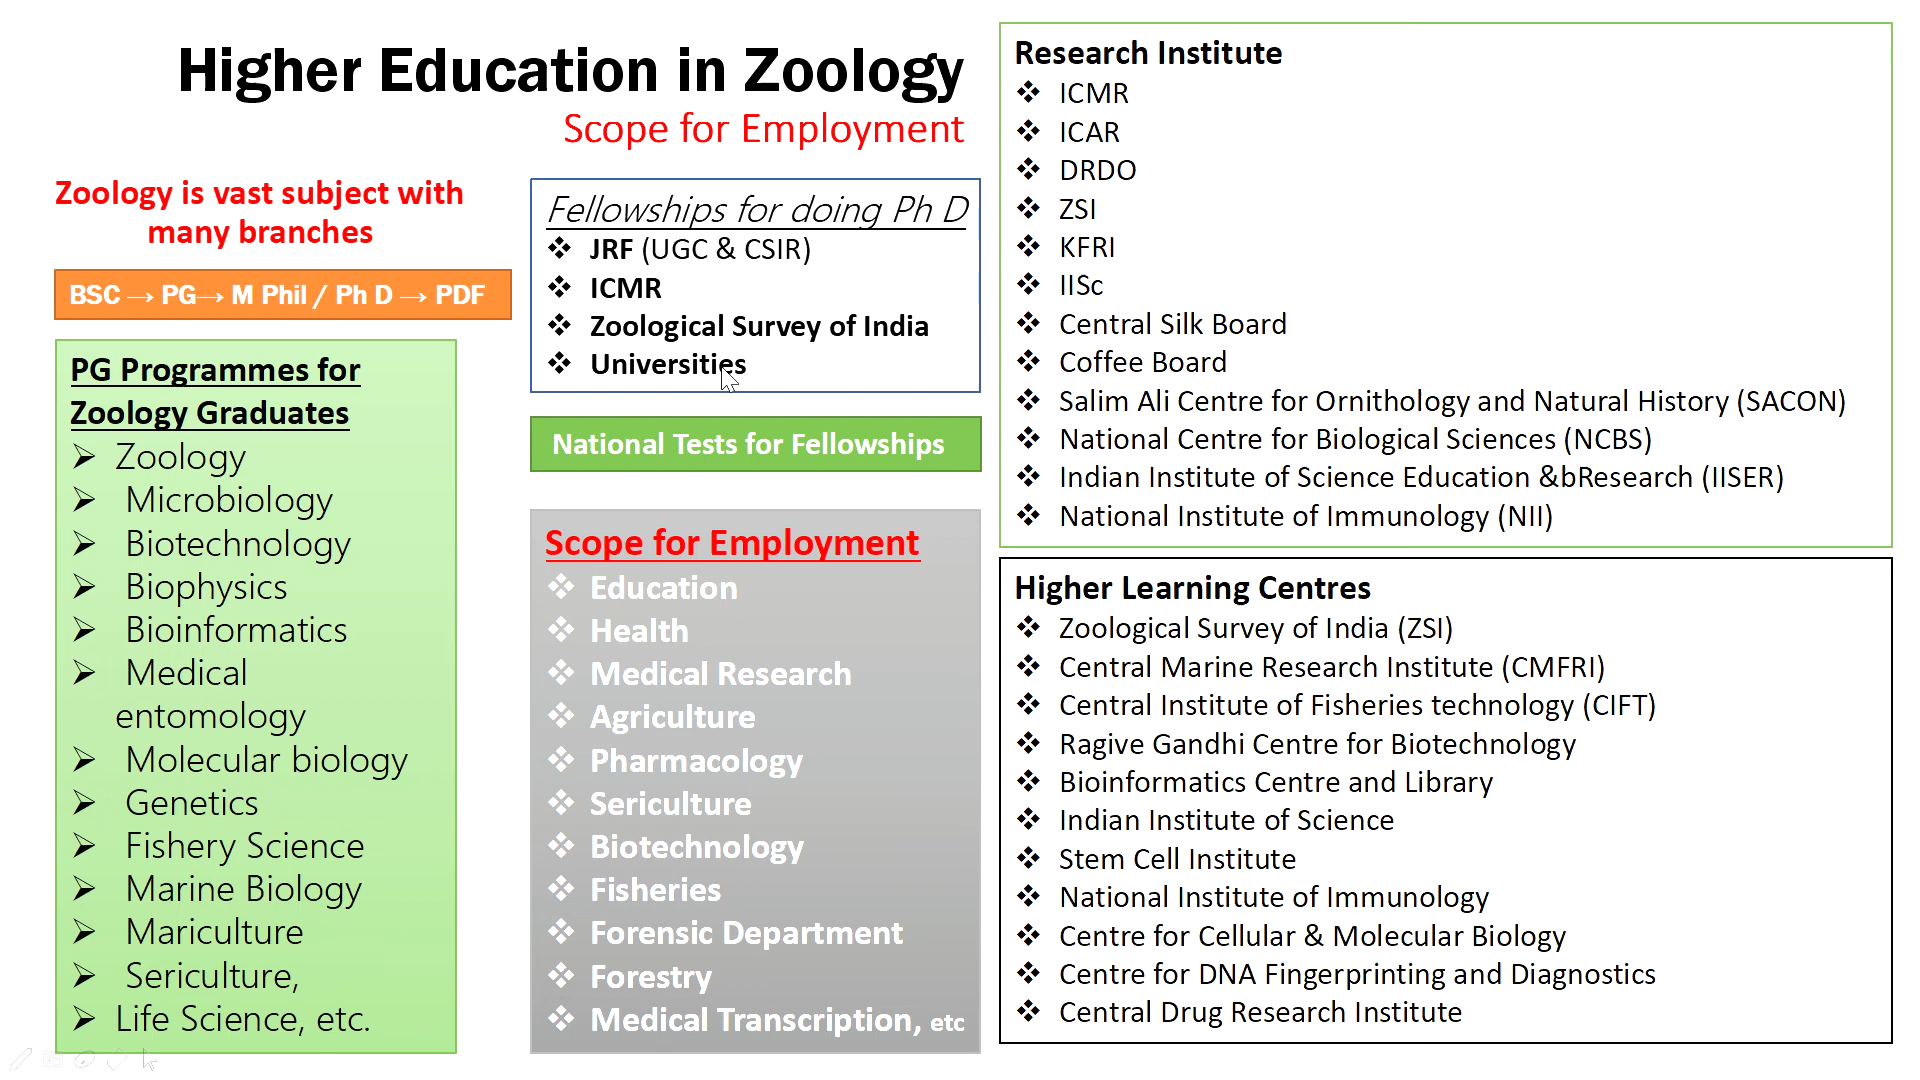 Higher Education in Zoology
Scope for Employment
Zoology is vast subject with
many branches
BSC → PG→ M Phil / Ph D → PDF
PG Programmes for
Zoology Graduates
➢ Zoology
➢ Microbiology
➢ Biotechnology
➢ Biophysics
➢ Bioinformatics
➢ Medical
entomology
➢ Molecular biology
➢ Genetics
➢ Fishery Science
➢ Marine Biology
➢ Mariculture
➢ Sericulture,
➢ Life Science, etc.
Fellowships for doing Ph D
❖ JRF (UGC & CSIR)
❖ ICMR
❖ Zoological Survey of India
❖ Universities
National Tests for Fellowships
Scope for Employment
❖ Education
❖ Health
❖ Medical Research
❖ Agriculture
❖ Pharmacology
❖ Sericulture
❖ Biotechnology
❖ Fisheries
❖ Forensic Department
❖ Forestry
❖ Medical Transcription, etc
Research Institute
❖ ICMR
❖ ICAR
❖ DRDO
❖ ZSI
❖ KFRI
❖ IISc
❖ Central Silk Board
❖ Coffee Board
❖ Salim Ali Centre for Ornithology and Natural History (SACON)
❖ National Centre for Biological Sciences (NCBS)
❖ Indian Institute of Science Education &bResearch (IISER)
❖ National Institute of Immunology (NII)
Higher Learning Centres
❖ Zoological Survey of India (ZSI)
❖ Central Marine Research Institute (CMFRI)
❖ Central Institute of Fisheries technology (CIFT)
❖ Ragive Gandhi Centre for Biotechnology
❖ Bioinformatics Centre and Library
❖ Indian Institute of Science
❖ Stem Cell Institute
❖ National Institute of Immunology
❖ Centre for Cellular & Molecular Biology
❖ Centre for DNA Fingerprinting and Diagnostics
❖ Central Drug Research Institute